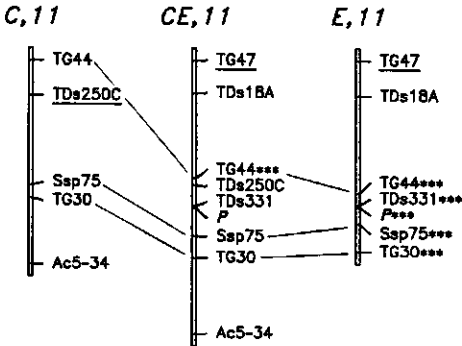 C,11
TG44
TDs250C
Ssp75
TG30
Ac5-34
CE,11
TG47
TDs18A
TG44***
TDs250C
TDs331
P
Ssp75
TG30
Ac5-34
E,11
TG47
TDs18A
TG44***
TDs331***
P***
Ssp75***
TG30***